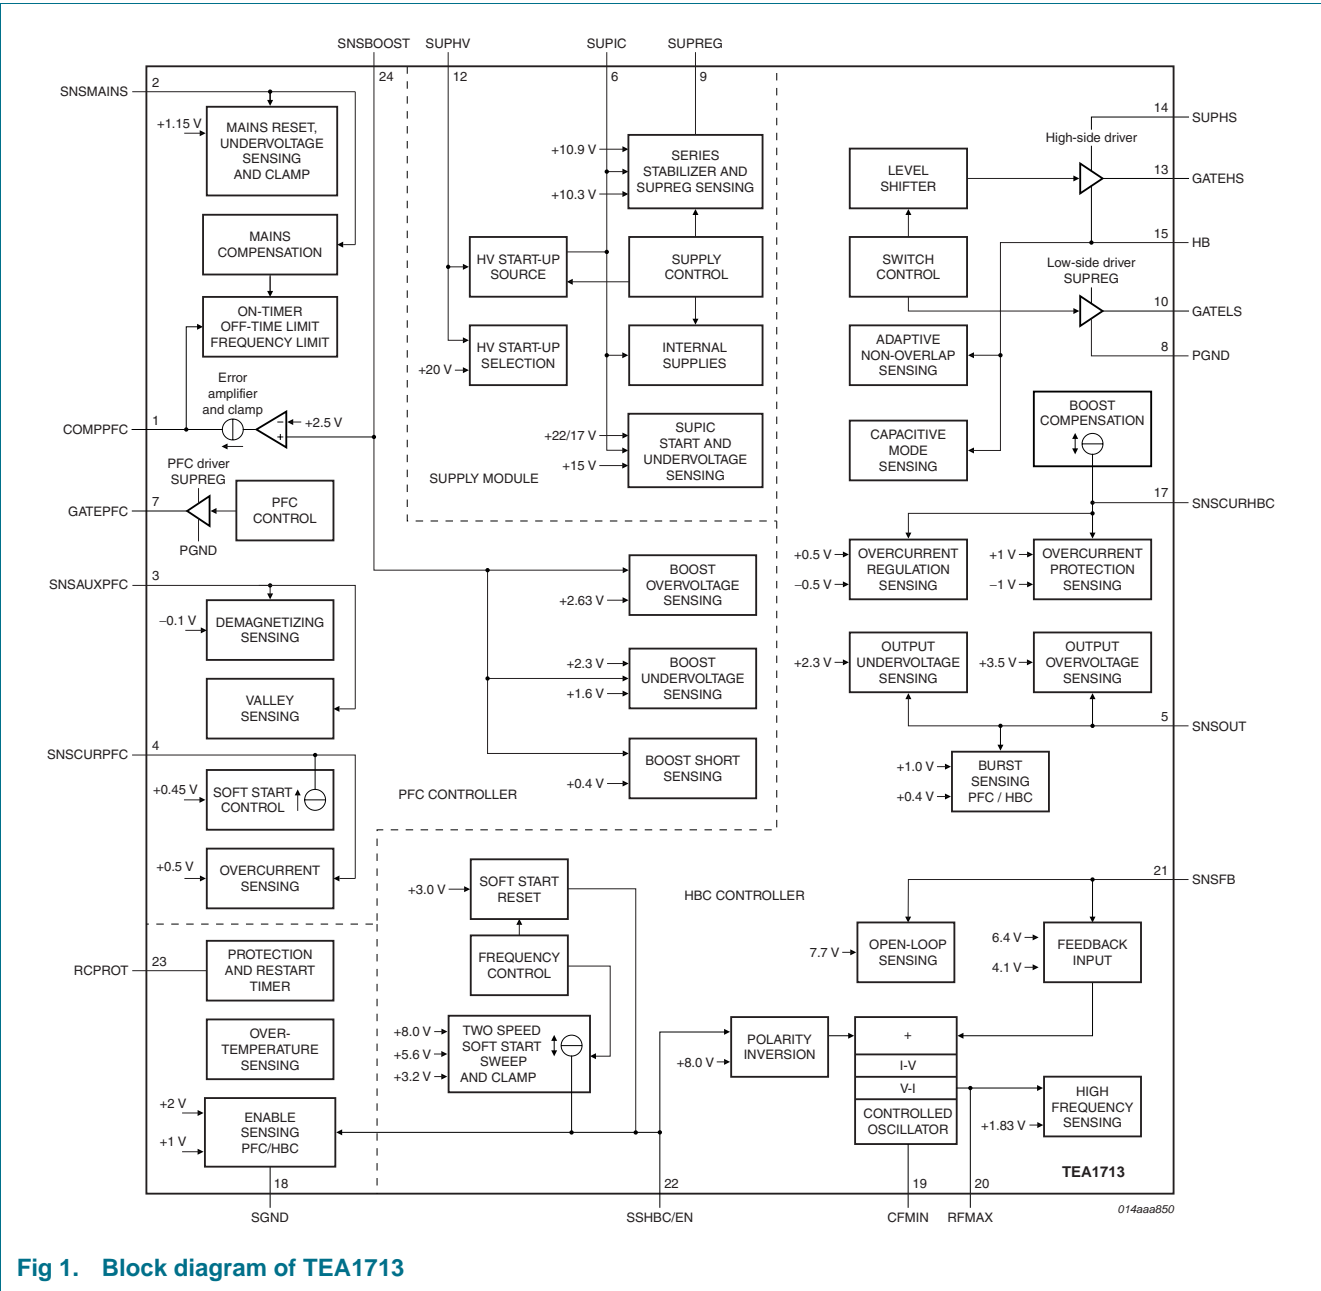 SNSBOOST SUPHV SUPIC SUPREG
24 12 6 9
SNSMAINS 2
+1.15 V
MAINS RESET,
UNDERVOLTAGE
SENSING
AND CLAMP
MAINS
COMPENSATION
ON-TIMER
OFF-TIME LIMIT
FREQUENCY LIMIT
Error
amplifier
and clamp
COMPPFC 1
−
+
+2.5 V
PFC driver
SUPREG
GATEPFC 7
PGND
PFC
CONTROL
SNSAUXPFC 3
−0.1 V
DEMAGNETIZING
SENSING
VALLEY
SENSING
SNSCURPFC 4
+0.45 V
SOFT START
CONTROL
+0.5 V
OVERCURRENT
SENSING
RCPROT 23
PROTECTION
AND RESTART
TIMER
OVER-
TEMPERATURE
SENSING
+2 V
+1 V
ENABLE
SENSING
PFC/HBC
18
SGND
+10.9 V
+10.3 V
SERIES
STABILIZER AND
SUPREG SENSING
HV START-UP
SOURCE
SUPPLY
CONTROL
+20 V
HV START-UP
SELECTION
INTERNAL
SUPPLIES
+22/17 V
+15 V
SUPIC
START AND
UNDERVOLTAGE
SENSING
SUPPLY MODULE
+2.63 V
BOOST
OVERVOLTAGE
SENSING
+2.3 V
+1.6 V
BOOST
UNDERVOLTAGE
SENSING
+0.4 V
BOOST SHORT
SENSING
PFC CONTROLLER
14 SUPHS
High-side driver
LEVEL
SHIFTER
13 GATEHS
15 HB
SWITCH
CONTROL
Low-side driver
SUPREG
10 GATELS
8 PGND
ADAPTIVE
NON-OVERLAP
SENSING
CAPACITIVE
MODE
SENSING
BOOST
COMPENSATION
17 SNSCURHBC
+0.5 V
−0.5 V
OVERCURRENT
REGULATION
SENSING
+1 V
−1 V
OVERCURRENT
PROTECTION
SENSING
+2.3 V
OUTPUT
UNDERVOLTAGE
SENSING
+3.5 V
OUTPUT
OVERVOLTAGE
SENSING
5 SNSOUT
+1.0 V
+0.4 V
BURST
SENSING
PFC / HBC
HBC CONTROLLER
21 SNSFB
+3.0 V
SOFT START
RESET
FREQUENCY
CONTROL
+8.0 V
+5.6 V
+3.2 V
TWO SPEED
SOFT START
SWEEP
AND CLAMP
7.7 V
OPEN-LOOP
SENSING
6.4 V
4.1 V
FEEDBACK
INPUT
+8.0 V
POLARITY
INVERSION
+
I-V
V-I
CONTROLLED
OSCILLATOR
+1.83 V
HIGH
FREQUENCY
SENSING
TEA1713
22 19 20
SSHBC/EN CFMIN RFMAX
014aaa850
Fig 1. Block diagram of TEA1713